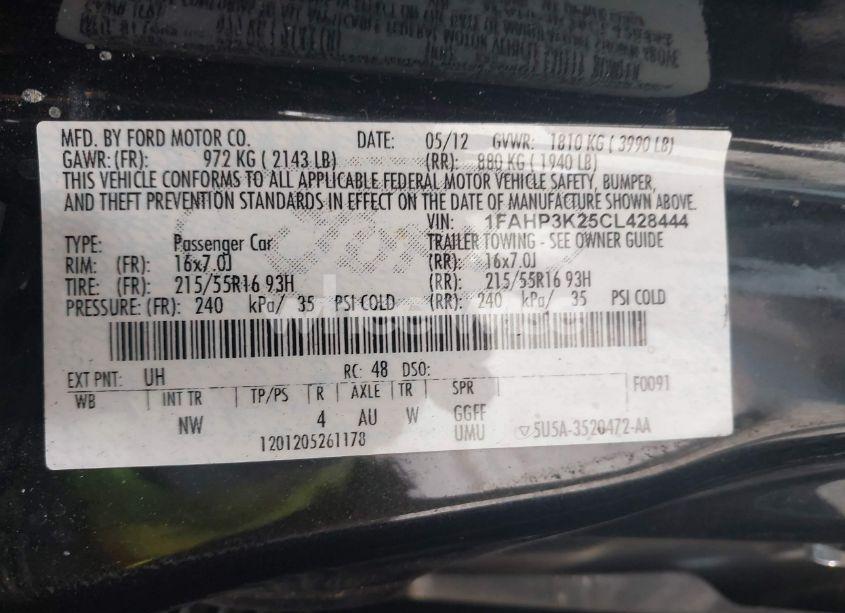 MFD. BY FORD MOTOR CO. DATE: 05/12 GVWR: 1810 KG ( 3990 LB)
GAWR: (FR): 972 KG ( 2143 LB) (RR): 880 KG ( 1940 LB)
THIS VEHICLE CONFORMS TO ALL APPLICABLE FEDERAL MOTOR VEHICLE SAFETY, BUMPER,
AND THEFT PREVENTION STANDARDS IN EFFECT ON THE DATE OF MANUFACTURE SHOWN ABOVE.
VIN: 1FAHP3K25CL428444
TYPE: Passenger Car TRAILER TOWING - SEE OWNER GUIDE
RIM: (FR): 16x7.0J (RR): 16x7.0J
TIRE: (FR): 215/55R16 93H (RR): 215/55R16 93H
PRESSURE: (FR): 240 kPa/ 35 PSI COLD (RR): 240 kPa/ 35 PSI COLD
EXT PNT: UH RC: 48 DSO: F0091
WB INT TR TP/PS R AXLE TR SPR
NW 4 AU W GGFF
UMU 5U5A-3520472-AA
1201205261178